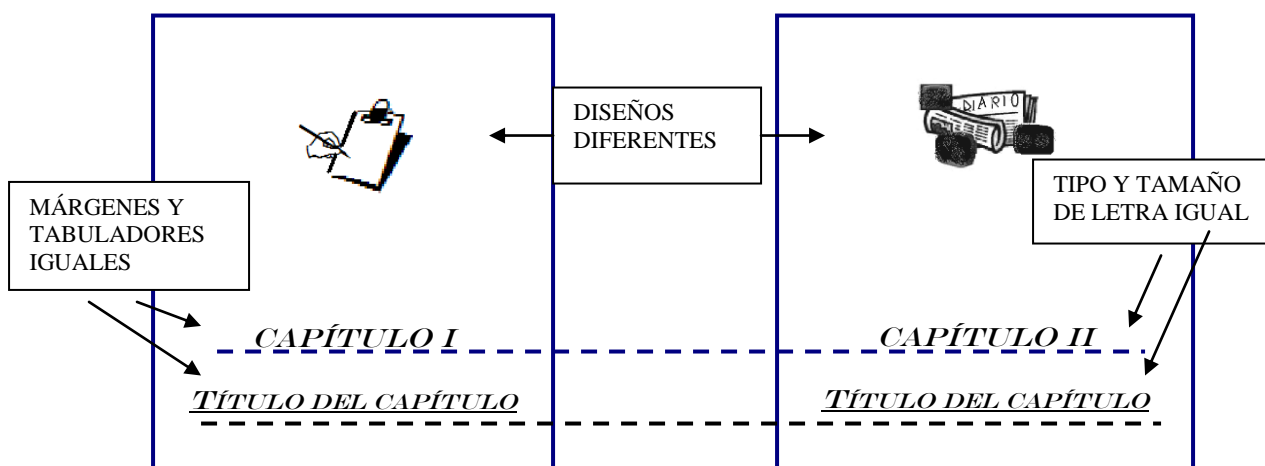 DIARIO
DISEÑOS
DIFERENTES
MÁRGENES Y
TABULADORES
IGUALES
TIPO Y TAMAÑO
DE LETRA IGUAL
CAPÍTULO I
CAPÍTULO II
TÍTULO DEL CAPÍTULO
TÍTULO DEL CAPÍTULO